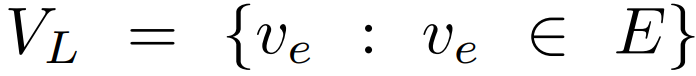 V_L = {v_e : v_e ∈ E}